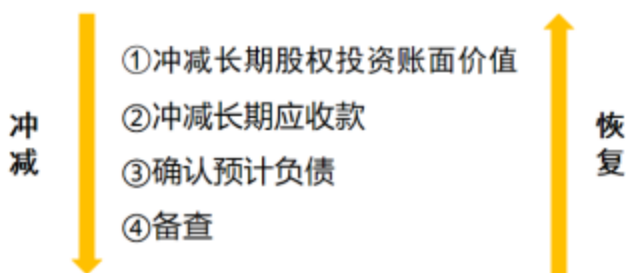 冲减
①冲减长期股权投资账面价值
②冲减长期应收款
③确认预计负债
④备查
恢复